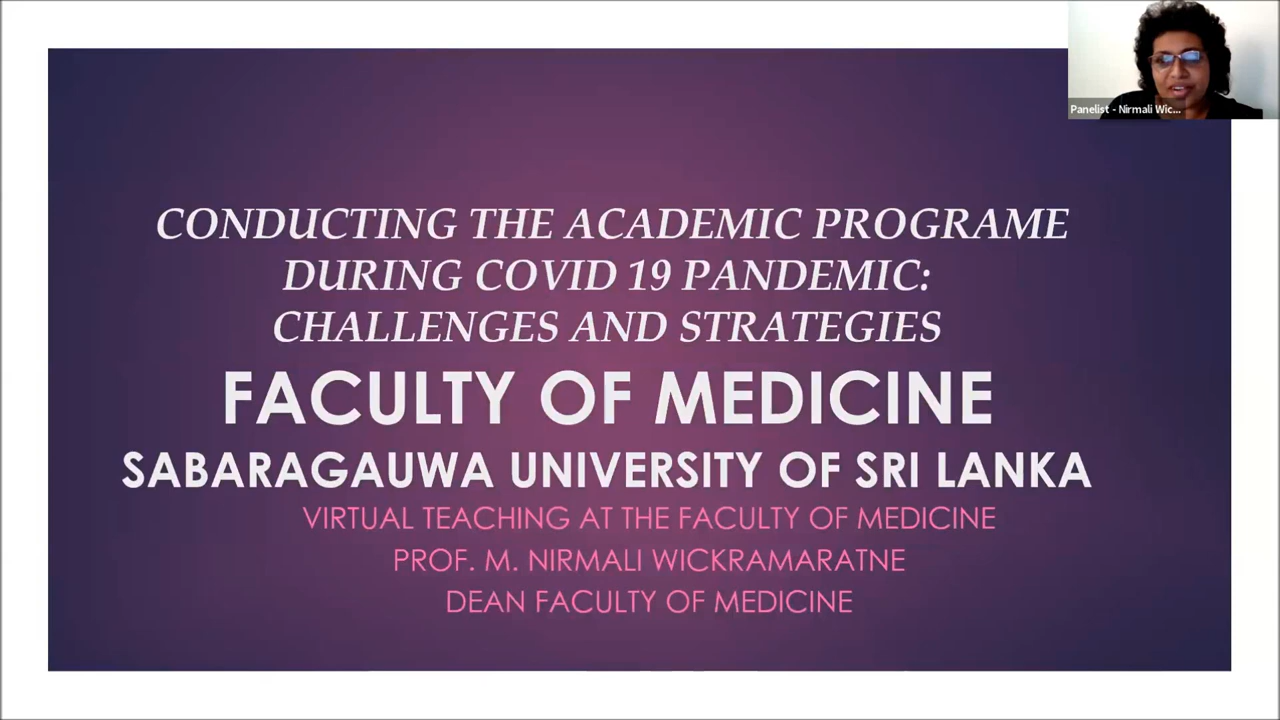 Panelist - Nirmali Wic...
CONDUCTING THE ACADEMIC PROGRAME
DURING COVID 19 PANDEMIC:
CHALLENGES AND STRATEGIES
FACULTY OF MEDICINE
SABARAGAUWA UNIVERSITY OF SRI LANKA
VIRTUAL TEACHING AT THE FACULTY OF MEDICINE
PROF. M. NIRMALI WICKRAMARATNE
DEAN FACULTY OF MEDICINE